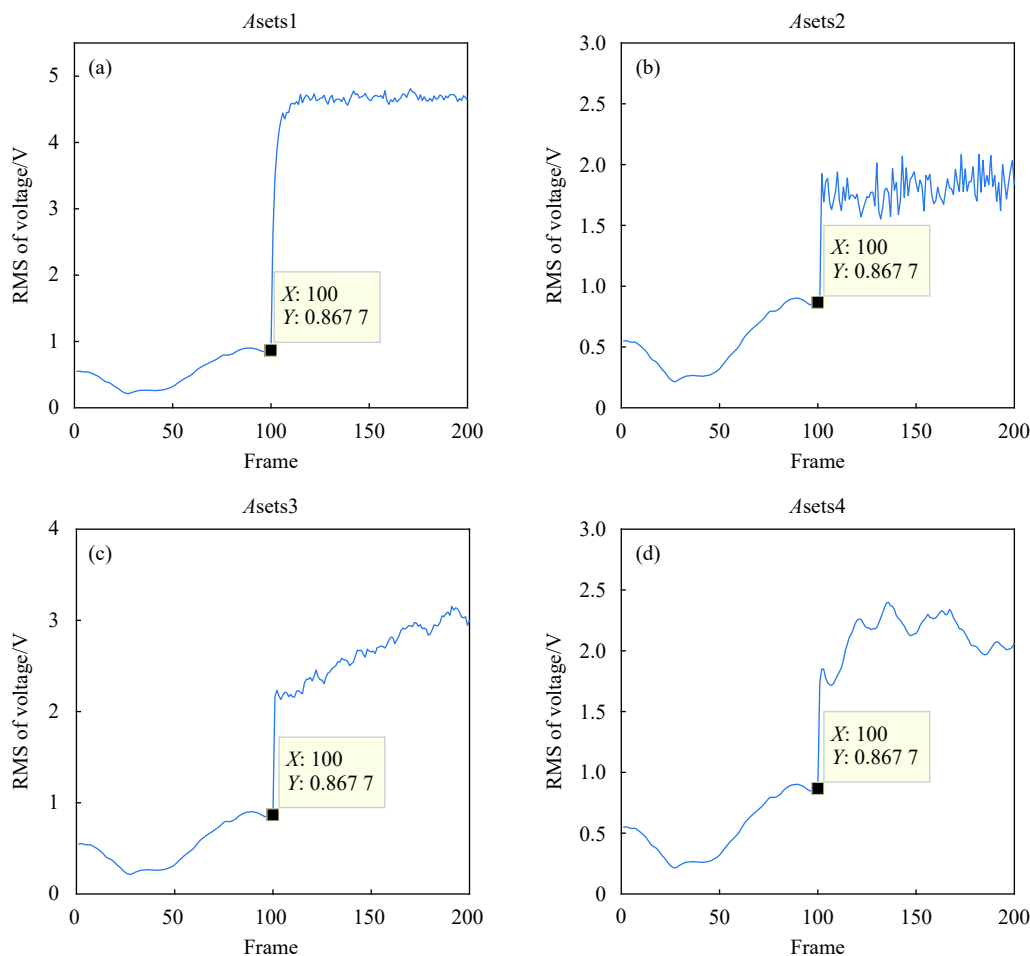 Asets1
(a)
5
4
3
2
1
0
RMS of voltage/V
X: 100
Y: 0.867 7
0
50
100
150
200
Frame
Asets2
(b)
3.0
2.5
2.0
1.5
1.0
0.5
0
RMS of voltage/V
X: 100
Y: 0.867 7
0
50
100
150
200
Frame
Asets3
(c)
4
3
2
1
0
RMS of voltage/V
X: 100
Y: 0.867 7
0
50
100
150
200
Frame
Asets4
(d)
3.0
2.5
2.0
1.5
1.0
0.5
0
RMS of voltage/V
X: 100
Y: 0.867 7
0
50
100
150
200
Frame